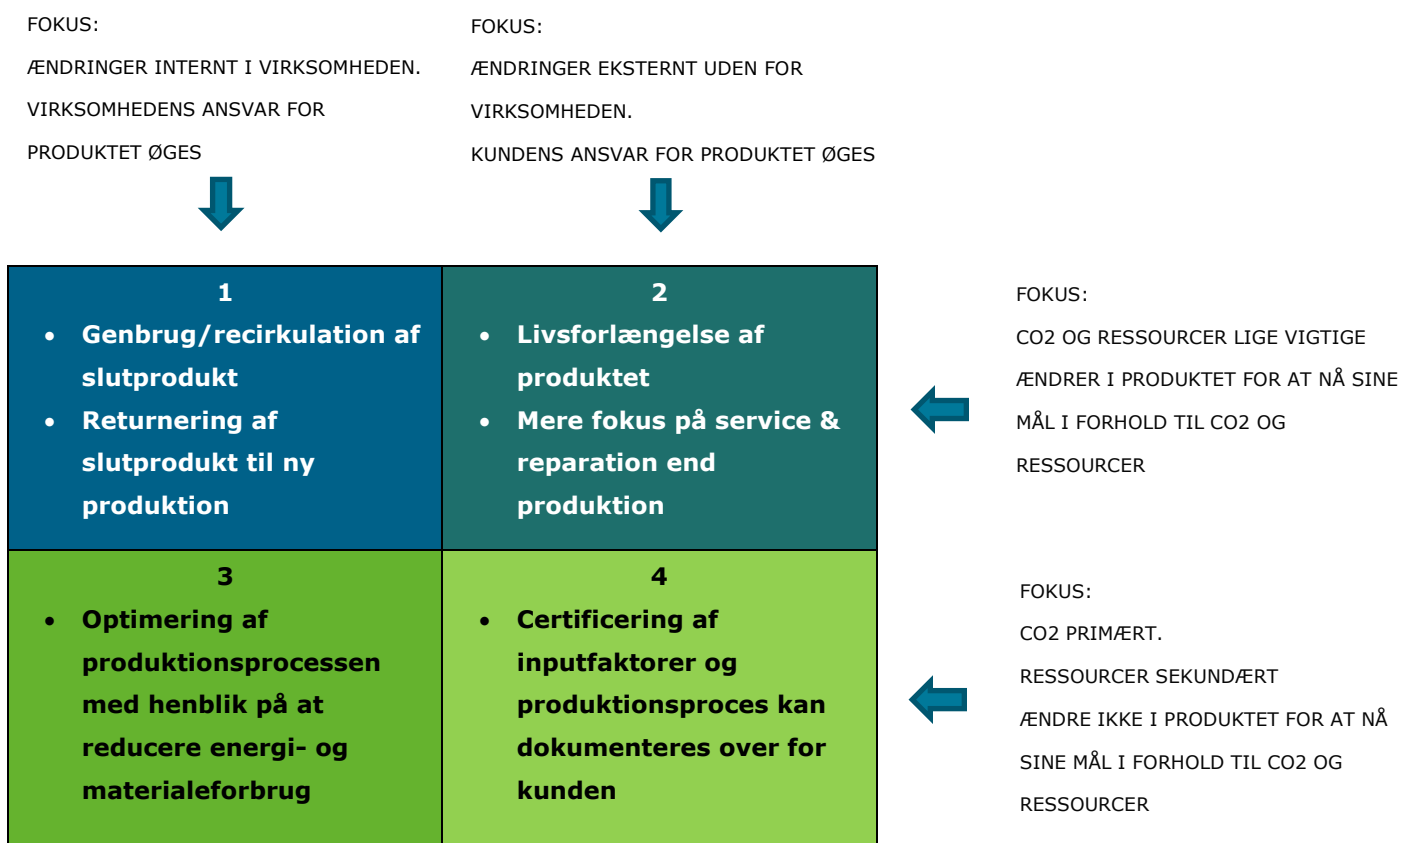 FOKUS:
ÆNDRINGER INTERNT I VIRKSOMHEDEN.
VIRKSOMHEDENS ANSVAR FOR
PRODUKTET ØGES
FOKUS:
ÆNDRINGER EKSTERNT UDEN FOR
VIRKSOMHEDEN.
KUNDENS ANSVAR FOR PRODUKTET ØGES
1
• Genbrug/recirkulation af
slutprodukt
• Returnering af
slutprodukt til ny
produktion
2
• Livsforlængelse af
produktet
• Mere fokus på service &
reparation end
produktion
FOKUS:
CO2 OG RESSOURCER LIGE VIGTIGE
ÆNDRER I PRODUKTET FOR AT NÅ SINE
MÅL I FORHOLD TIL CO2 OG
RESSOURCER
3
• Optimering af
produktionsprocessen
med henblik på at
reducere energi- og
materialeforbrug
4
• Certificering af
inputfaktorer og
produktionsproces kan
dokumenteres over for
kunden
FOKUS:
CO2 PRIMÆRT.
RESSOURCER SEKUNDÆRT
ÆNDRE IKKE I PRODUKTET FOR AT NÅ
SINE MÅL I FORHOLD TIL CO2 OG
RESSOURCER